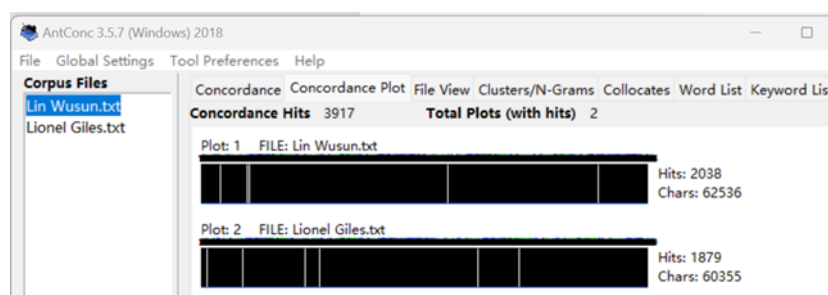 AntConc 3.5.7 (Windows) 2018
File Global Settings Tool Preferences Help
Corpus Files
Lin Wusun.txt
Lionel Giles.txt
Concordance Concordance Plot File View Clusters/N-Grams Collocates Word List Keyword Lis
Concordance Hits 3917 Total Plots (with hits) 2
Plot: 1 FILE: Lin Wusun.txt
Hits: 2038
Chars: 62536
Plot: 2 FILE: Lionel Giles.txt
Hits: 1879
Chars: 60355